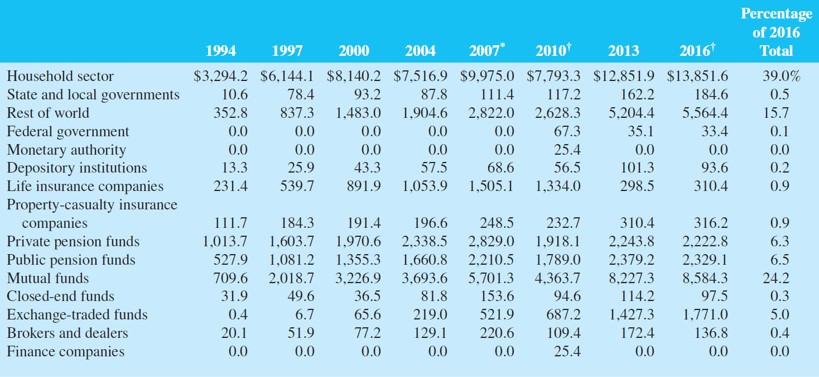 Percentage
of 2016
1994 1997 2000 2004 2007* 2010† 2013 2016† Total
Household sector $3,294.2 $6,144.1 $8,140.2 $7,516.9 $9,975.0 $7,793.3 $12,851.9 $13,851.6 39.0%
State and local governments 10.6 78.4 93.2 87.8 111.4 117.2 162.2 184.6 0.5
Rest of world 352.8 837.3 1,483.0 1,904.6 2,822.0 2,628.3 5,204.4 5,564.4 15.7
Federal government 0.0 0.0 0.0 0.0 0.0 67.3 35.1 33.4 0.1
Monetary authority 0.0 0.0 0.0 0.0 0.0 25.4 0.0 0.0 0.0
Depository institutions 13.3 25.9 43.3 57.5 68.6 56.5 101.3 93.6 0.2
Life insurance companies 231.4 539.7 891.9 1,053.9 1,505.1 1,334.0 298.5 310.4 0.9
Property-casualty insurance
companies 111.7 184.3 191.4 196.6 248.5 232.7 310.4 316.2 0.9
Private pension funds 1,013.7 1,603.7 1,970.6 2,338.5 2,829.0 1,918.1 2,243.8 2,222.8 6.3
Public pension funds 527.9 1,081.2 1,355.3 1,660.8 2,210.5 1,789.0 2,379.2 2,329.1 6.5
Mutual funds 709.6 2,018.7 3,226.9 3,693.6 5,701.3 4,363.7 8,227.3 8,584.3 24.2
Closed-end funds 31.9 49.6 36.5 81.8 153.6 94.6 114.2 97.5 0.3
Exchange-traded funds 0.4 6.7 65.6 219.0 521.9 687.2 1,427.3 1,771.0 5.0
Brokers and dealers 20.1 51.9 77.2 129.1 220.6 109.4 172.4 136.8 0.4
Finance companies 0.0 0.0 0.0 0.0 0.0 25.4 0.0 0.0 0.0